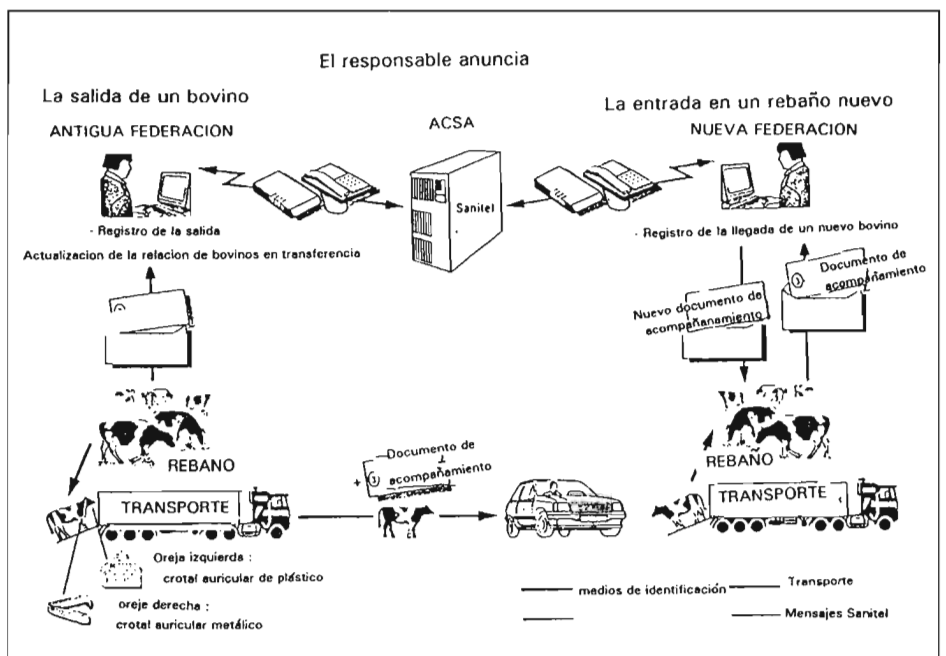 El responsable anuncia
La salida de un bovino
ANTIGUA FEDERACION
ACSA
La entrada en un rebaño nuevo
NUEVA FEDERACION
Sanitel
- Registro de la salida
Actualizacion de la relacion de bovinos en transferencia
- Registro de la llegada de un nuevo bovino
Documento de
acompañamiento
Nuevo documento de
acompañanamiento
REBANO
TRANSPORTE
Documento de
+ acompañamiento
REBAÑO
TRANSPORTE
Oreja izquierda :
crotal auricular de plástico
oreje derecha :
crotal auricular metálico
medios de identificación
Transporte
Mensajes Sanitel